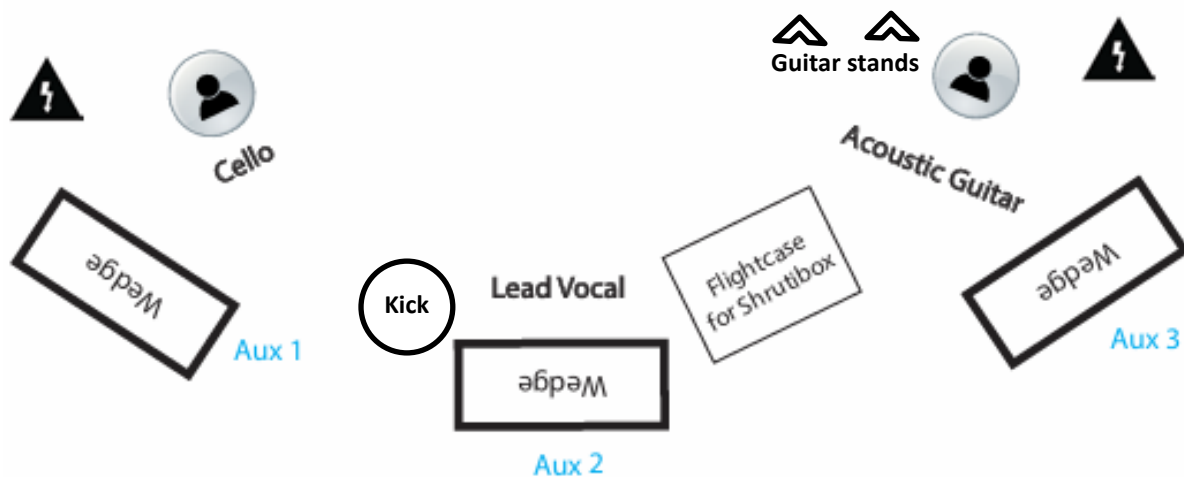 Guitar stands
Cello
Acoustic Guitar
Wedge
Aux 1
Kick
Lead Vocal
Flightcase
for Shrutibox
Wedge
Aux 3
Wedge
Aux 2